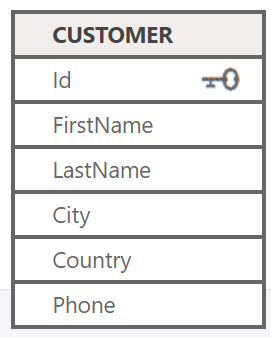 CUSTOMER
Id
FirstName
LastName
City
Country
Phone